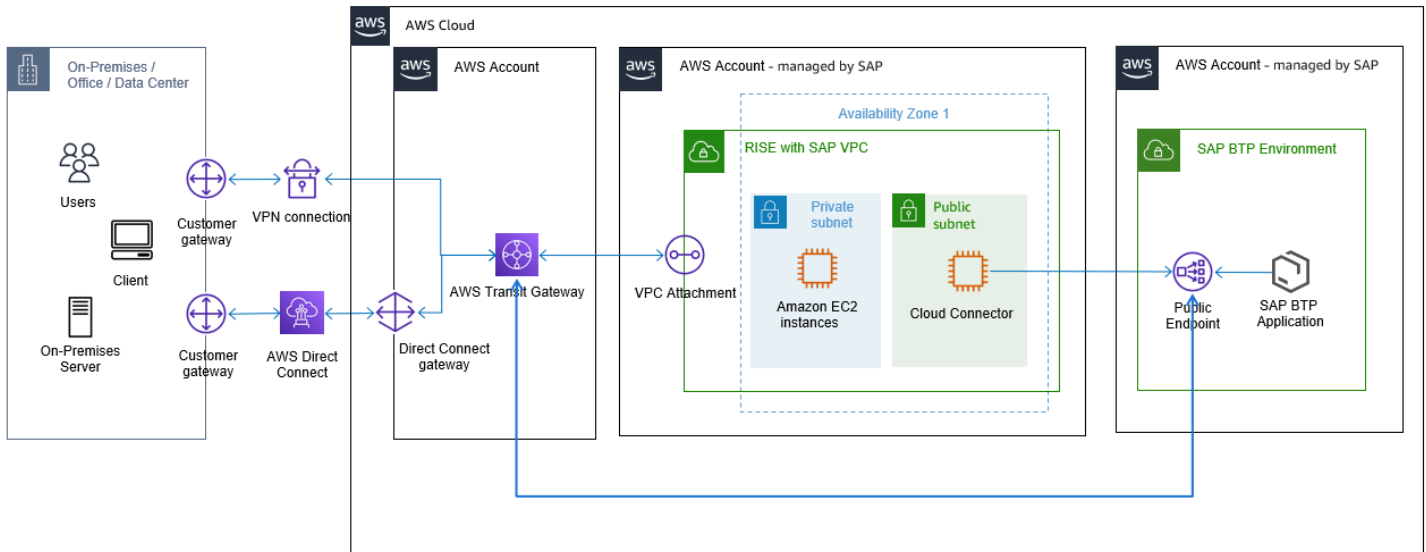 aws
AWS Cloud
On-Premises /
Office / Data Center
aws
AWS Account
aws
AWS Account - managed by SAP
aws
AWS Account - managed by SAP
Availability Zone 1
RISE with SAP VPC
SAP BTP Environment
Users
Customer
gateway
VPN connection
Private
subnet
Public
subnet
Client
AWS Transit Gateway
VPC Attachment
Amazon EC2
instances
Cloud Connector
Public
Endpoint
SAP BTP
Application
On-Premises
Server
Customer
gateway
AWS Direct
Connect
Direct Connect
gateway